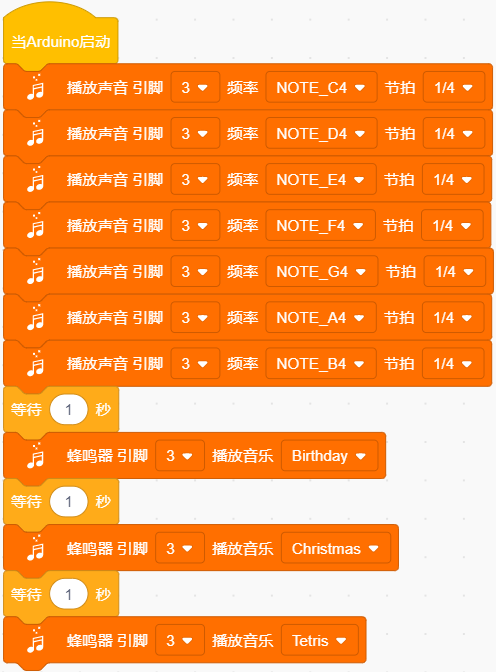 当Arduino启动
播放声音 引脚 3 频率 NOTE_C4 节拍 1/4
播放声音 引脚 3 频率 NOTE_D4 节拍 1/4
播放声音 引脚 3 频率 NOTE_E4 节拍 1/4
播放声音 引脚 3 频率 NOTE_F4 节拍 1/4
播放声音 引脚 3 频率 NOTE_G4 节拍 1/4
播放声音 引脚 3 频率 NOTE_A4 节拍 1/4
播放声音 引脚 3 频率 NOTE_B4 节拍 1/4
等待 1 秒
蜂鸣器 引脚 3 播放音乐 Birthday
等待 1 秒
蜂鸣器 引脚 3 播放音乐 Christmas
等待 1 秒
蜂鸣器 引脚 3 播放音乐 Tetris